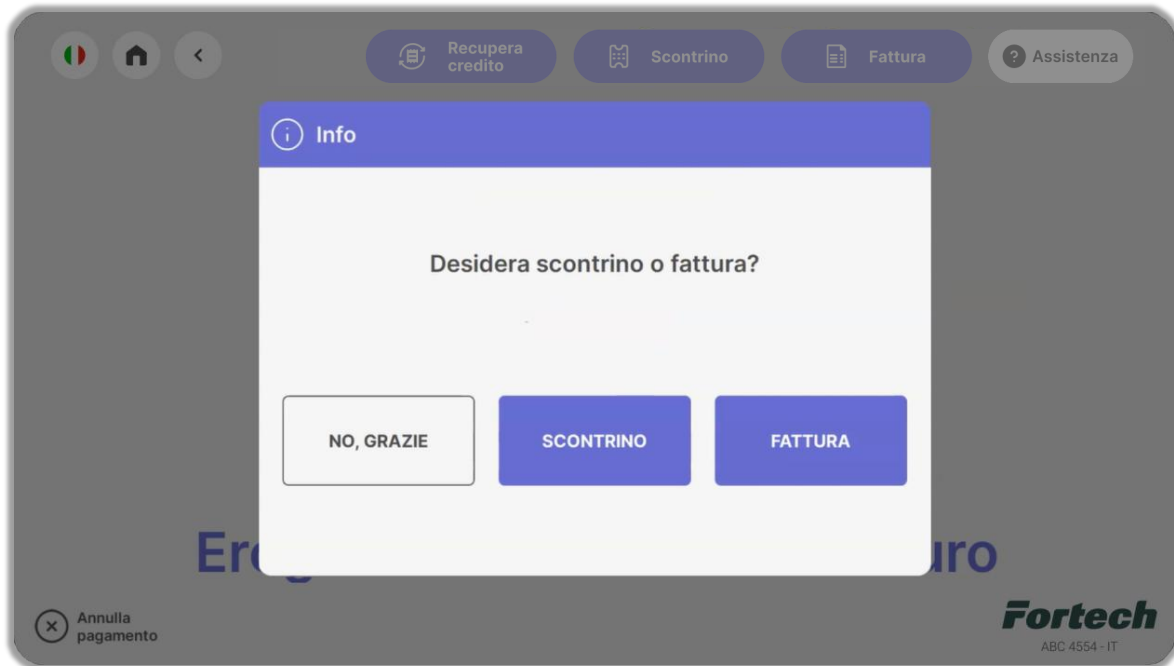 Recupera
credito
Scontrino
Fattura
? Assistenza
i Info
Desidera scontrino o fattura?
NO, GRAZIE
SCONTRINO
FATTURA
Annulla
pagamento
Fortech
ABC 4554 - IT